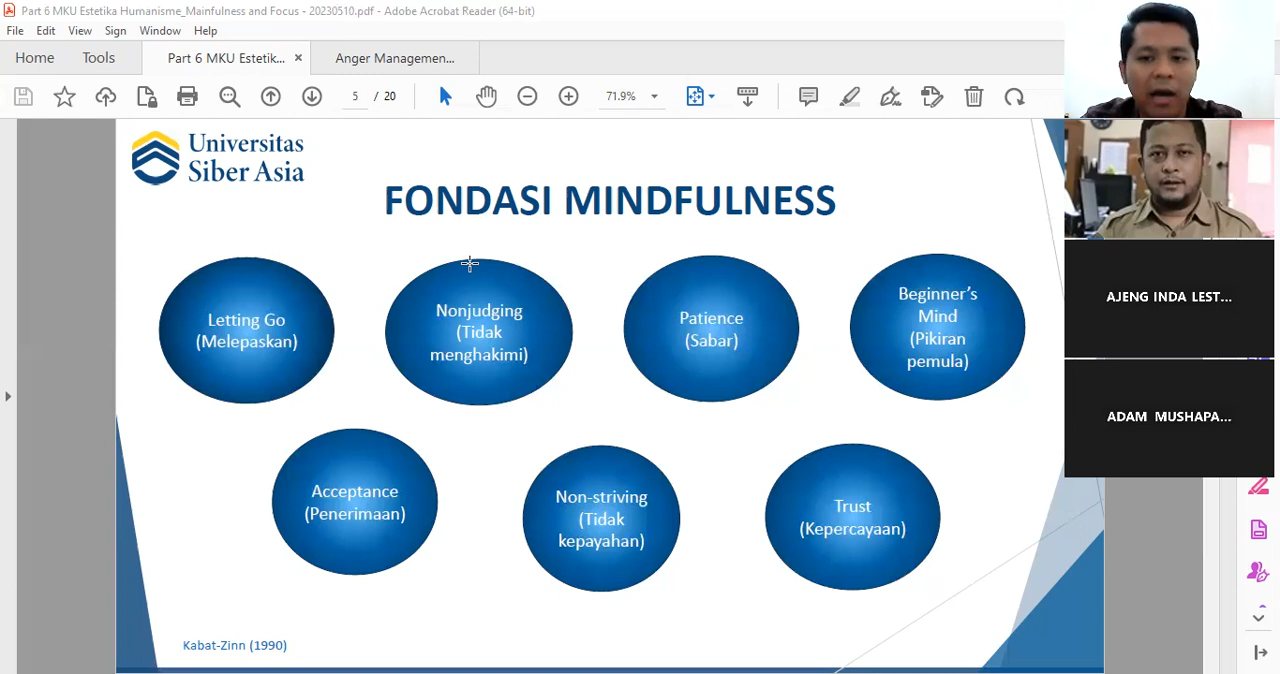 Part 6 MKU Estetika Humanisme_Mainfulness and Focus - 20230510.pdf - Adobe Acrobat Reader (64-bit)
File Edit View Sign Window Help
Home Tools Part 6 MKU Estetik... × Anger Managemen...
5 / 20 71.9%
Universitas
Siber Asia
FONDASI MINDFULNESS
Letting Go
(Melepaskan)
Nonjudging
(Tidak
menghakimi)
Patience
(Sabar)
Beginner's
Mind
(Pikiran
pemula)
Acceptance
(Penerimaan)
Non-striving
(Tidak
kepayahan)
Trust
(Kepercayaan)
Kabat-Zinn (1990)
AJENG INDA LEST...
ADAM MUSHAPA...